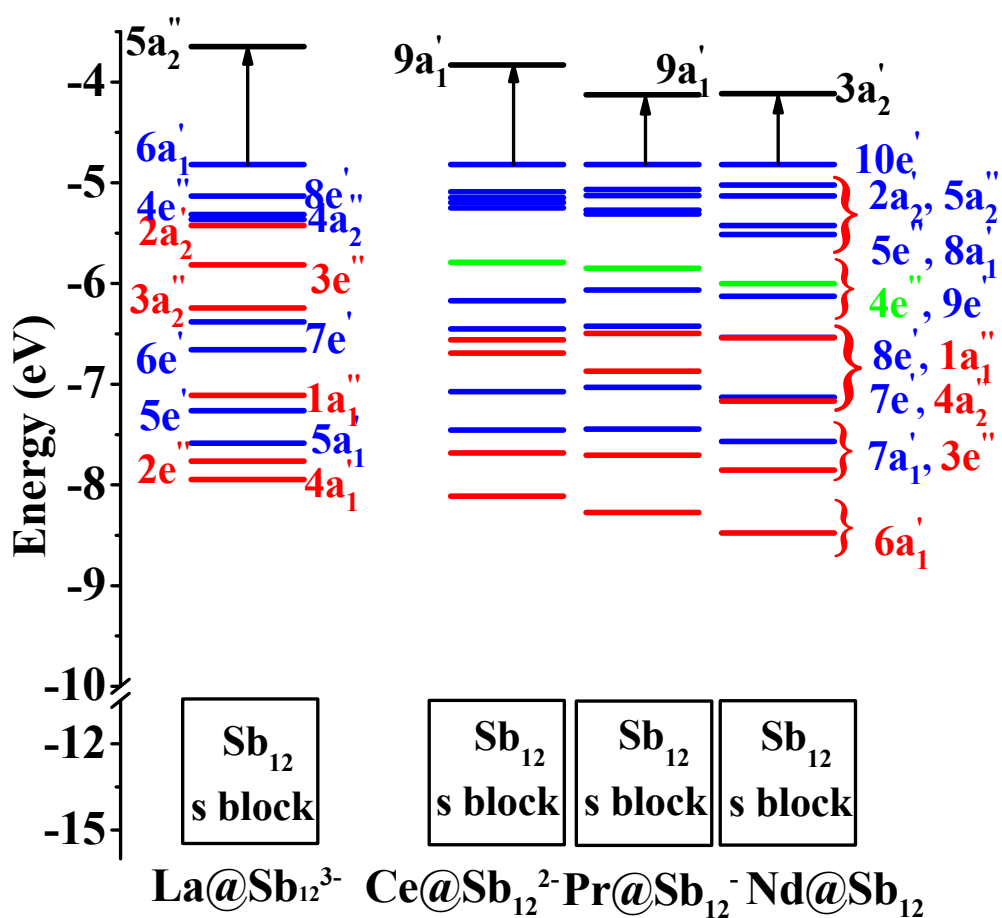 5a₂''
9a₁'
9a₁'
3a₂'
-4
6a₁'
10e'
-5
4e'' 8e'
2a₂', 5a₂''
2a₂' 4a₂''
5e'', 8a₁'
3e''
-6
3a₂''
4e'', 9e'
6e' 7e'
8e', 1a₁''
-7
5e' 1a₁''
7e', 4a₂''
2e'' 5a₁'
7a₁', 3e''
-8
4a₁'
6a₁'
-9
-10
Energy (eV)
-12
-15
Sb₁₂
s block
Sb₁₂
s block
Sb₁₂
s block
Sb₁₂
s block
La@Sb₁₂³⁻ Ce@Sb₁₂²⁻ Pr@Sb₁₂⁻ Nd@Sb₁₂